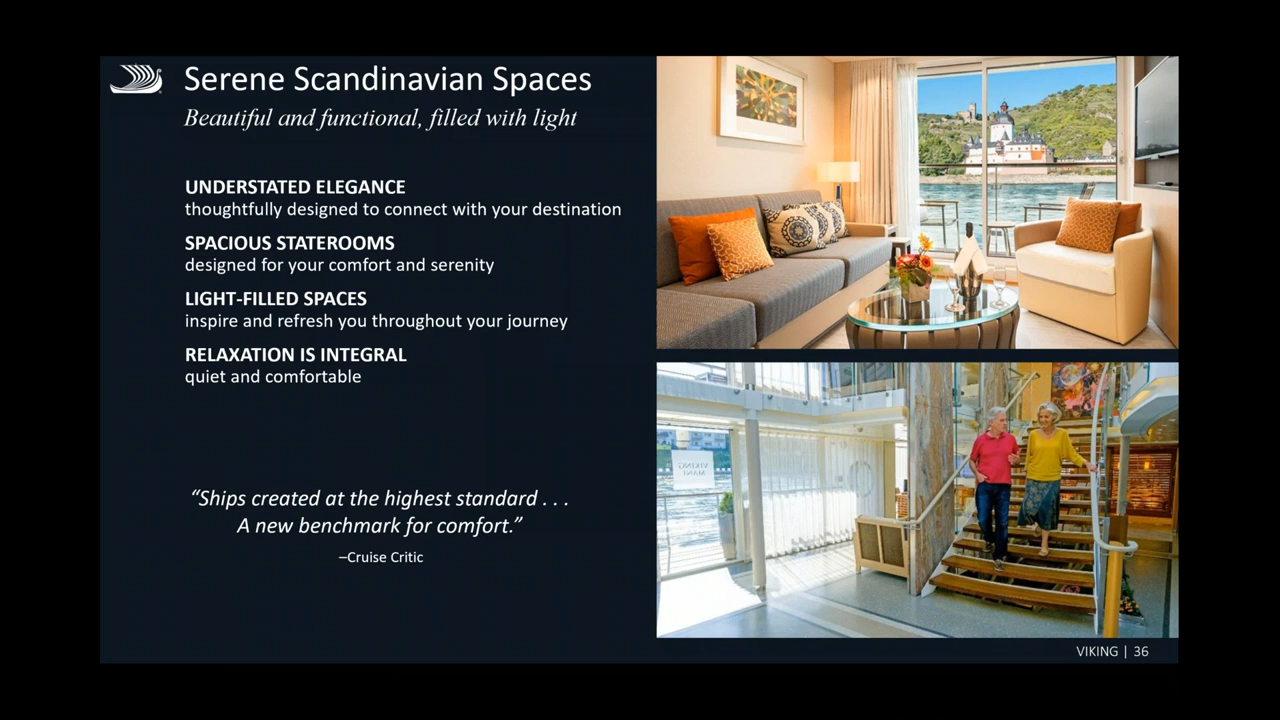 Serene Scandinavian Spaces
Beautiful and functional, filled with light
UNDERSTATED ELEGANCE
thoughtfully designed to connect with your destination
SPACIOUS STATEROOMS
designed for your comfort and serenity
LIGHT-FILLED SPACES
inspire and refresh you throughout your journey
RELAXATION IS INTEGRAL
quiet and comfortable
“Ships created at the highest standard . . .
A new benchmark for comfort.”
–Cruise Critic
VIKING
MANI
VIKING | 36